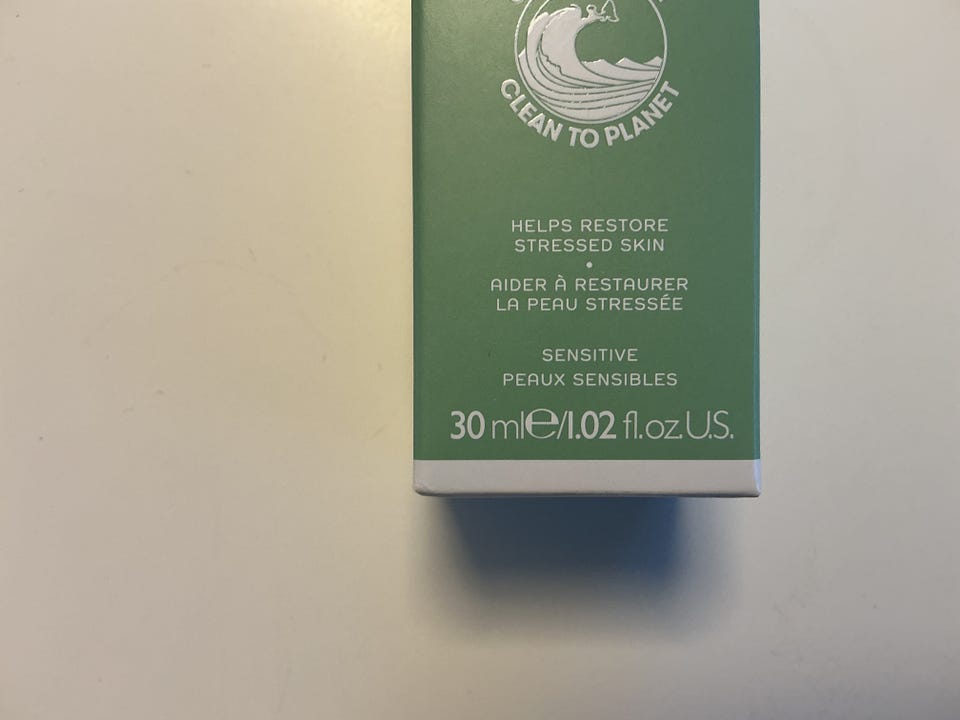 CLEAN TO PLANET
HELPS RESTORE
STRESSED SKIN
•
AIDER À RESTAURER
LA PEAU STRESSÉE
SENSITIVE
PEAUX SENSIBLES
30 ml℮/1.02 fl.oz.U.S.